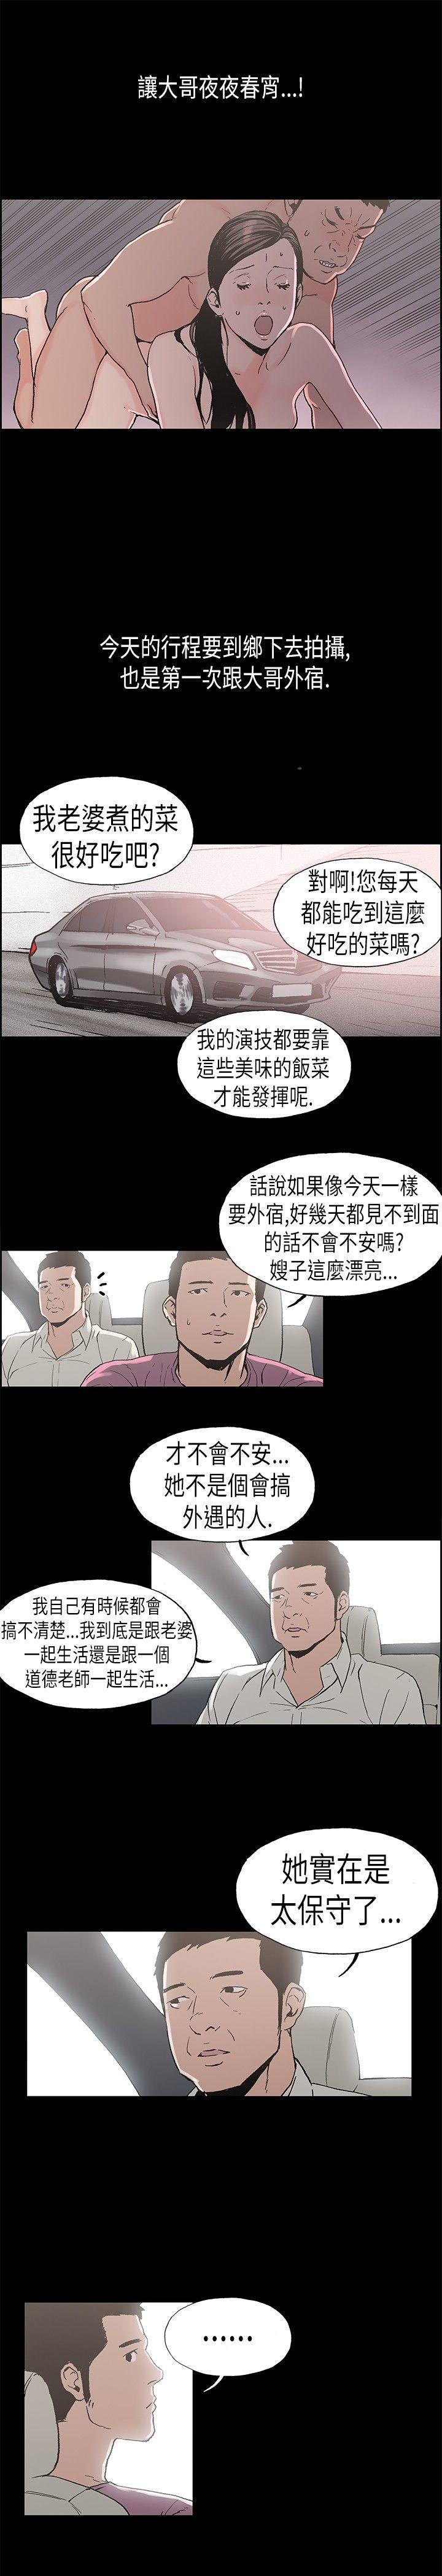 讓大哥夜夜春宵...!
今天的行程要到鄉下去拍攝,
也是第一次跟大哥外宿.
我老婆煮的菜
很好吃吧?
對啊!您每天
都能吃到這麼
好吃的菜嗎?
我的演技都要靠
這些美味的飯菜
才能發揮呢.
話說如果像今天一樣
要外宿,好幾天都見不到面
的話不會不安嗎?
嫂子這麼漂亮...
才不會不安...
她不是個會搞
外遇的人.
我自己有時候都會
搞不清楚...我到底是跟老婆
一起生活還是跟一個
道德老師一起生活...
她實在是
太保守了...
......